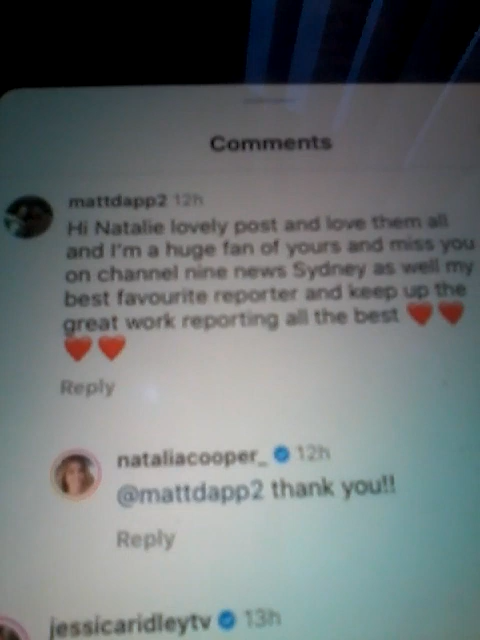 Comments
mattdapp2 12h
Hi Natalie lovely post and love them all
and I'm a huge fan of yours and miss you
on channel nine news Sydney as well my
best favourite reporter and keep up the
great work reporting all the best ❤️❤️
❤️❤️
Reply
nataliacooper_ 12h
@mattdapp2 thank you!!
Reply
jessicaridleytv 13h